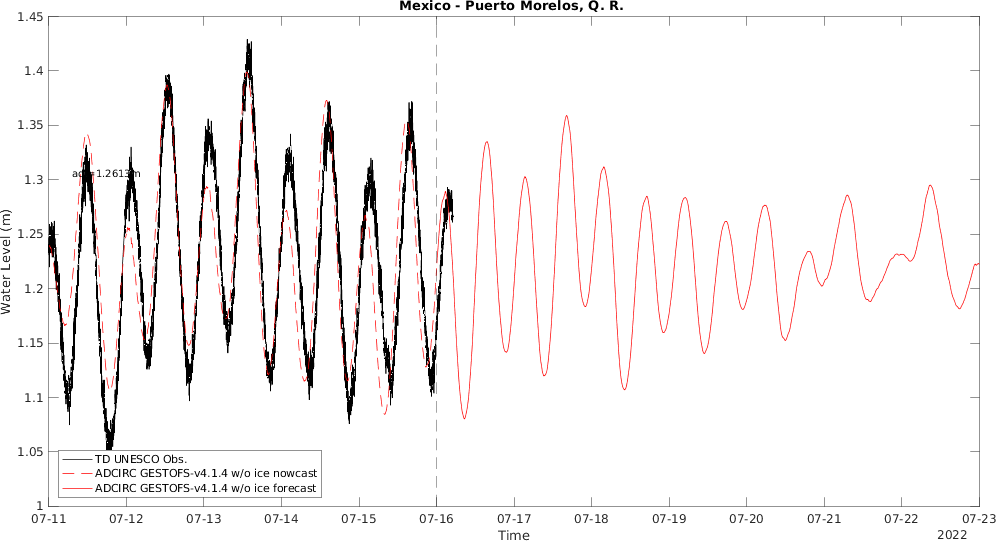 Mexico - Puerto Morelos, Q. R.
1.45
1.4
1.35
1.3
1.25
1.2
1.15
1.1
1.05
1
Water Level (m)
=1.2613m
TD UNESCO Obs.
ADCIRC GESTOFS-v4.1.4 w/o ice nowcast
ADCIRC GESTOFS-v4.1.4 w/o ice forecast
07-11 07-12 07-13 07-14 07-15 07-16 07-17 07-18 07-19 07-20 07-21 07-22 07-23
Time
2022